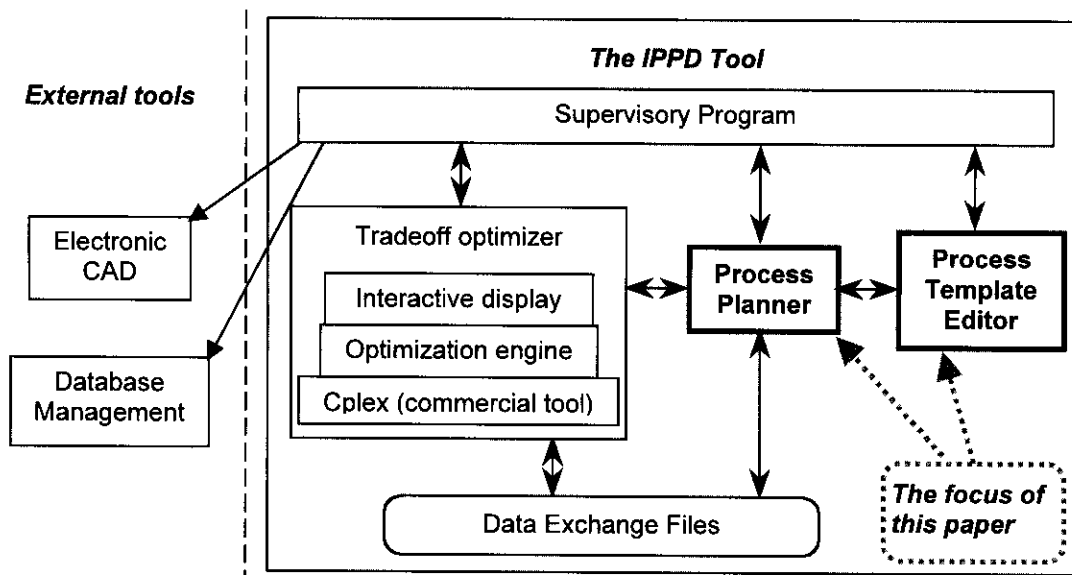 The IPPD Tool
External tools
Supervisory Program
Electronic
CAD
Database
Management
Tradeoff optimizer
Interactive display
Optimization engine
Cplex (commercial tool)
Process
Planner
Process
Template
Editor
Data Exchange Files
The focus of
this paper